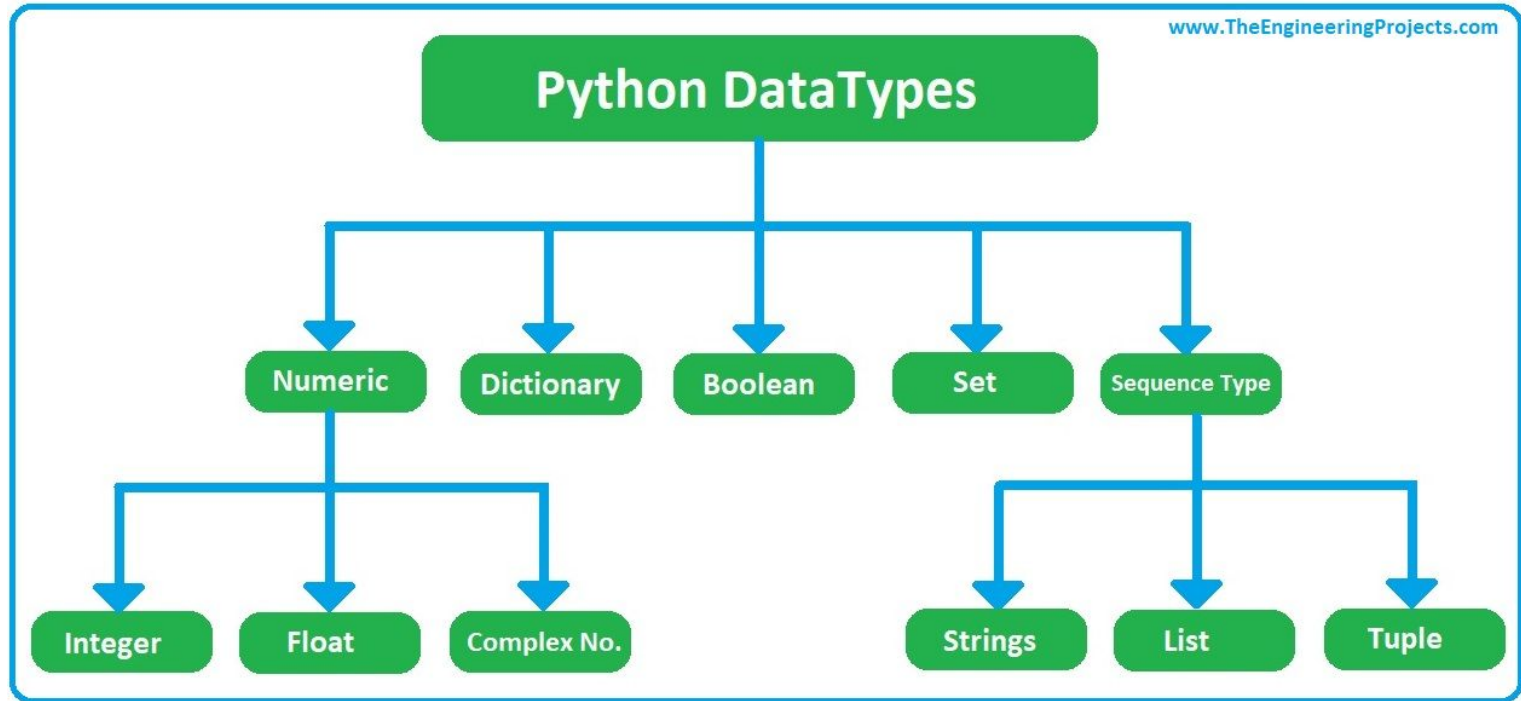 www.TheEngineeringProjects.com
Python DataTypes
Numeric
Dictionary
Boolean
Set
Sequence Type
Integer
Float
Complex No.
Strings
List
Tuple